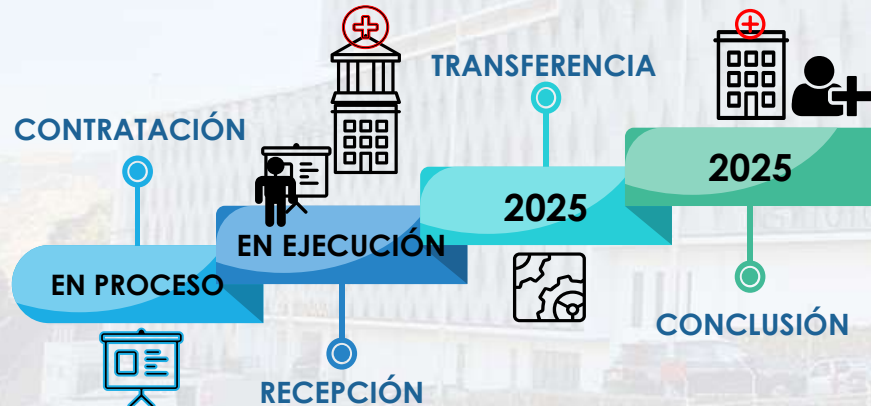 CONTRATACIÓN
EN PROCESO
EN EJECUCIÓN
RECEPCIÓN
TRANSFERENCIA
2025
2025
CONCLUSIÓN